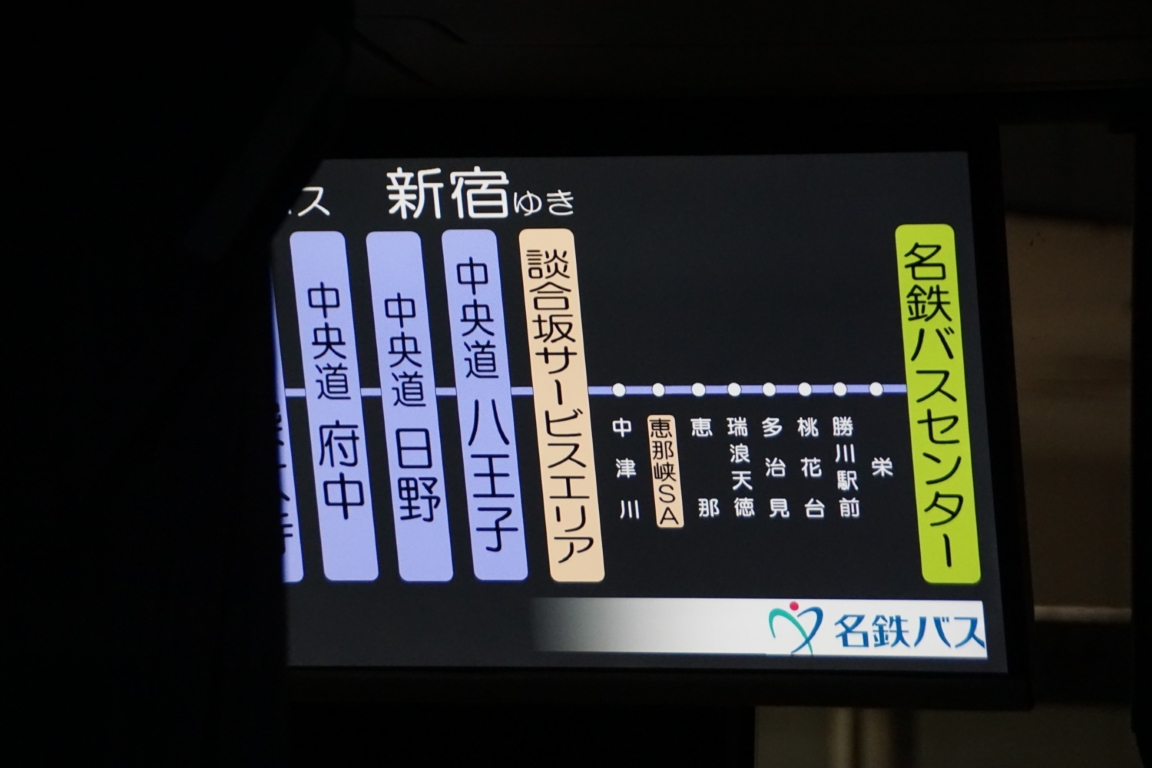 ス 新宿ゆき
中央道 府中
中央道 日野
中央道 八王子
談合坂サービスエリア
中津川
恵那峡SA
恵那
瑞浪天徳
多治見
桃花台
勝川駅前
栄
名鉄バスセンター
名鉄バス